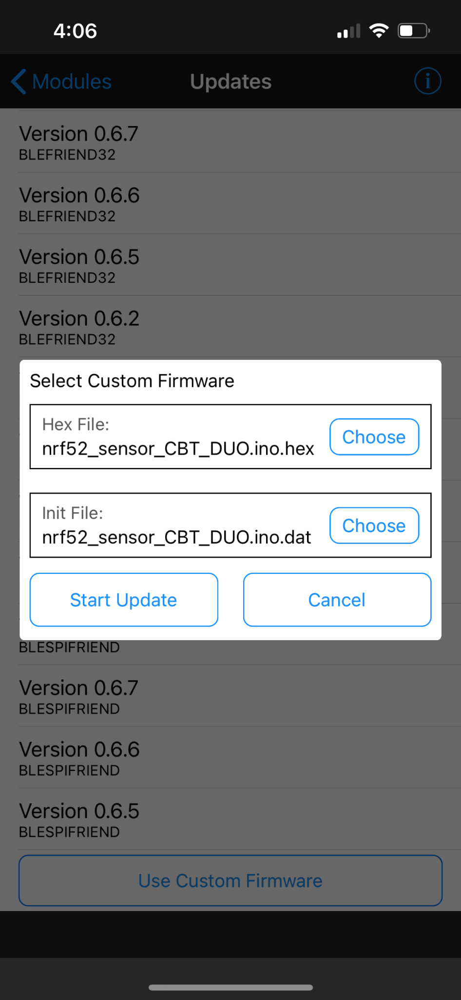 4:06
Modules
Updates
Version 0.6.7
BLEFRIEND32
Version 0.6.6
BLEFRIEND32
Version 0.6.5
BLEFRIEND32
Version 0.6.2
BLEFRIEND32
Select Custom Firmware
Hex File:
nrf52_sensor_CBT_DUO.ino.hex
Choose
Init File:
nrf52_sensor_CBT_DUO.ino.dat
Choose
Start Update
Cancel
BLESPIFRIEND
Version 0.6.7
BLESPIFRIEND
Version 0.6.6
BLESPIFRIEND
Version 0.6.5
BLESPIFRIEND
Use Custom Firmware